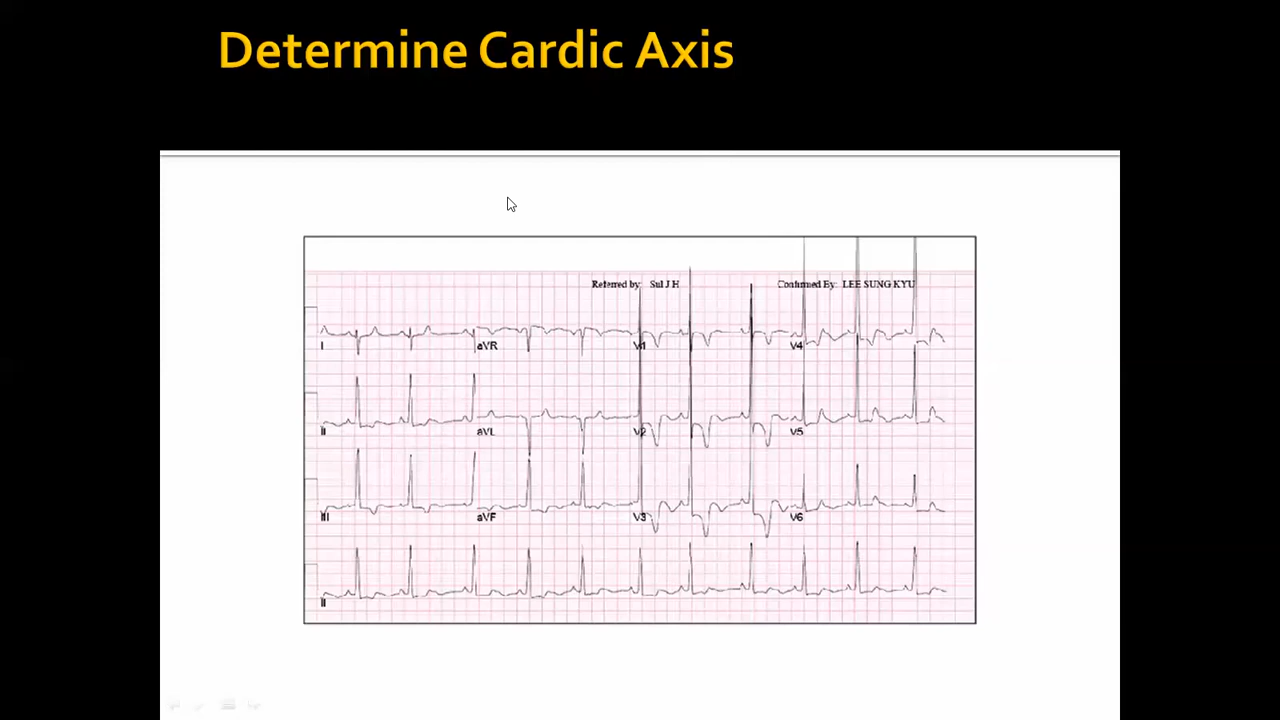 Determine Cardic Axis
Referred by: Sul J H
Confirmed By: LEE SUNG KYU
I aVR V1 V4
II aVL V2 V5
III aVF V3 V6
II